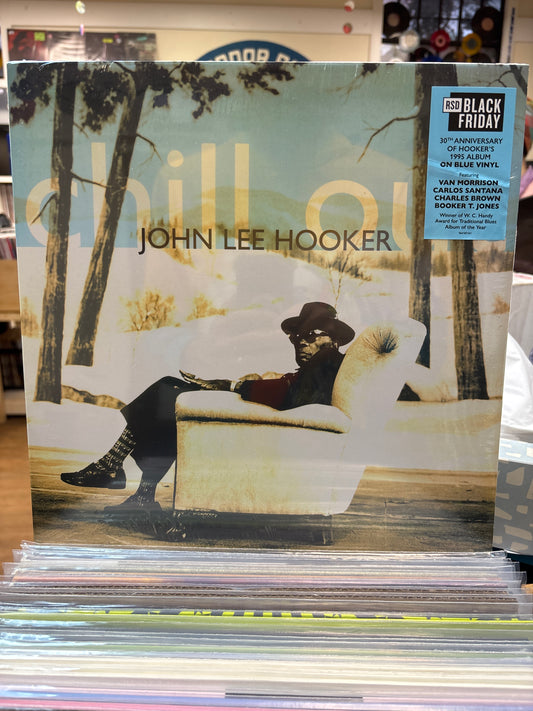 chill ou
JOHN LEE HOOKER
RSD BLACK
FRIDAY
30TH ANNIVERSARY
OF HOOKER'S
1995 ALBUM
ON BLUE VINYL
Featuring
VAN MORRISON
CARLOS SANTANA
CHARLES BROWN
BOOKER T. JONES
Winner of W. C. Handy
Award for Traditional Blues
Album of the Year